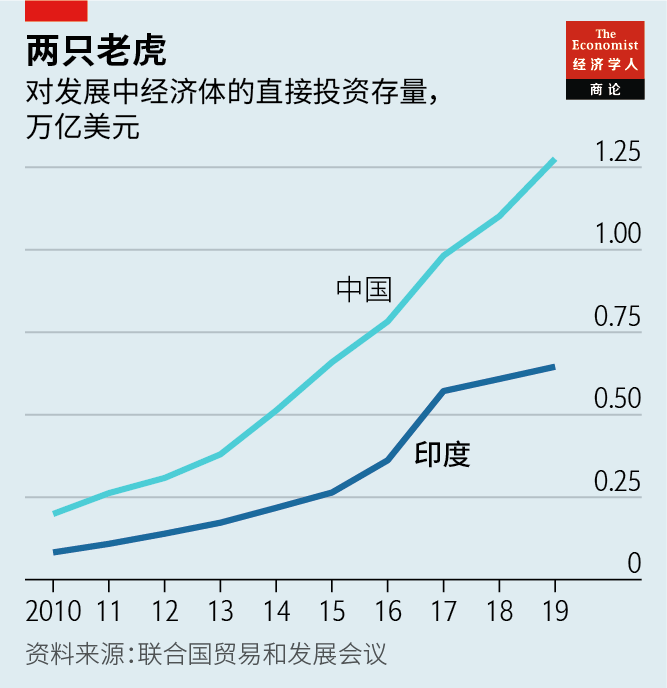 两只老虎
对发展中经济体的直接投资存量，
万亿美元
The
Economist
经济学人
商论
1.25
1.00
中国
0.75
0.50
印度
0.25
0
2010 11 12 13 14 15 16 17 18 19
资料来源：联合国贸易和发展会议